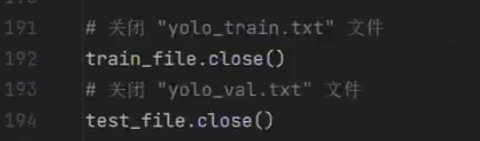 191 # 关闭 "yolo_train.txt" 文件
192 train_file.close()
193 # 关闭 "yolo_val.txt" 文件
194 test_file.close()